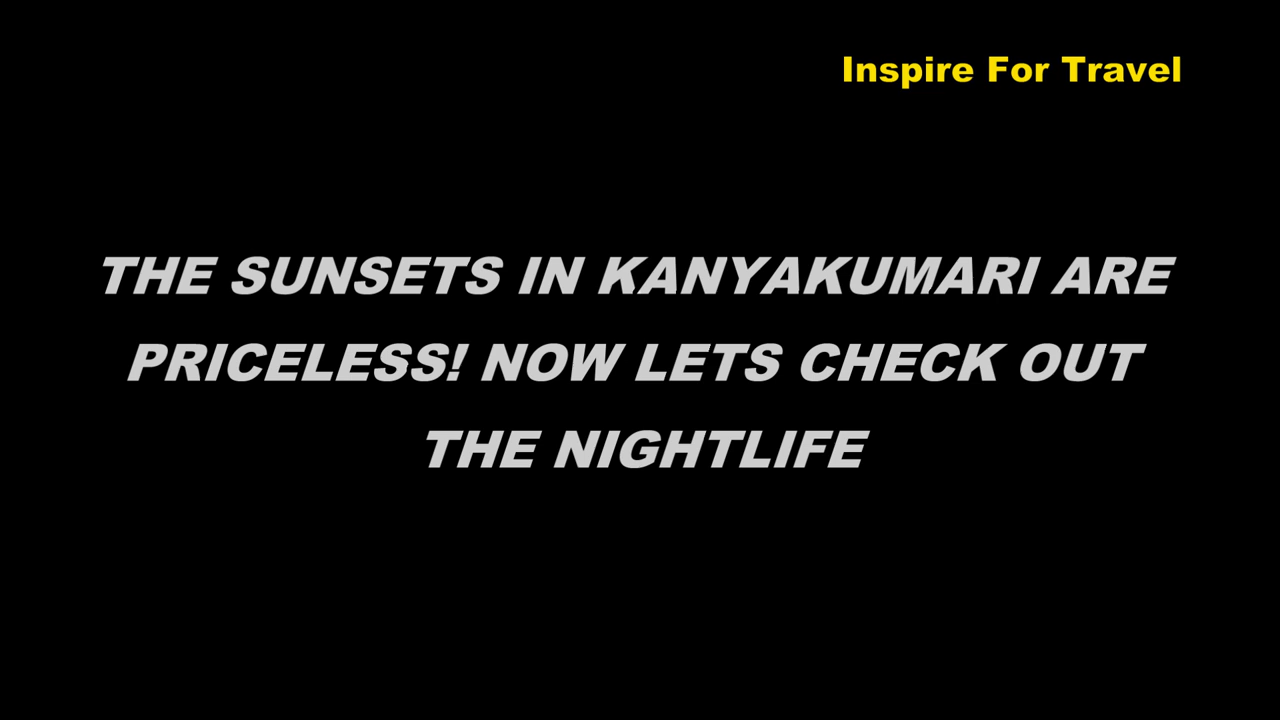 Inspire For Travel
THE SUNSETS IN KANYAKUMARI ARE
PRICELESS! NOW LETS CHECK OUT
THE NIGHTLIFE